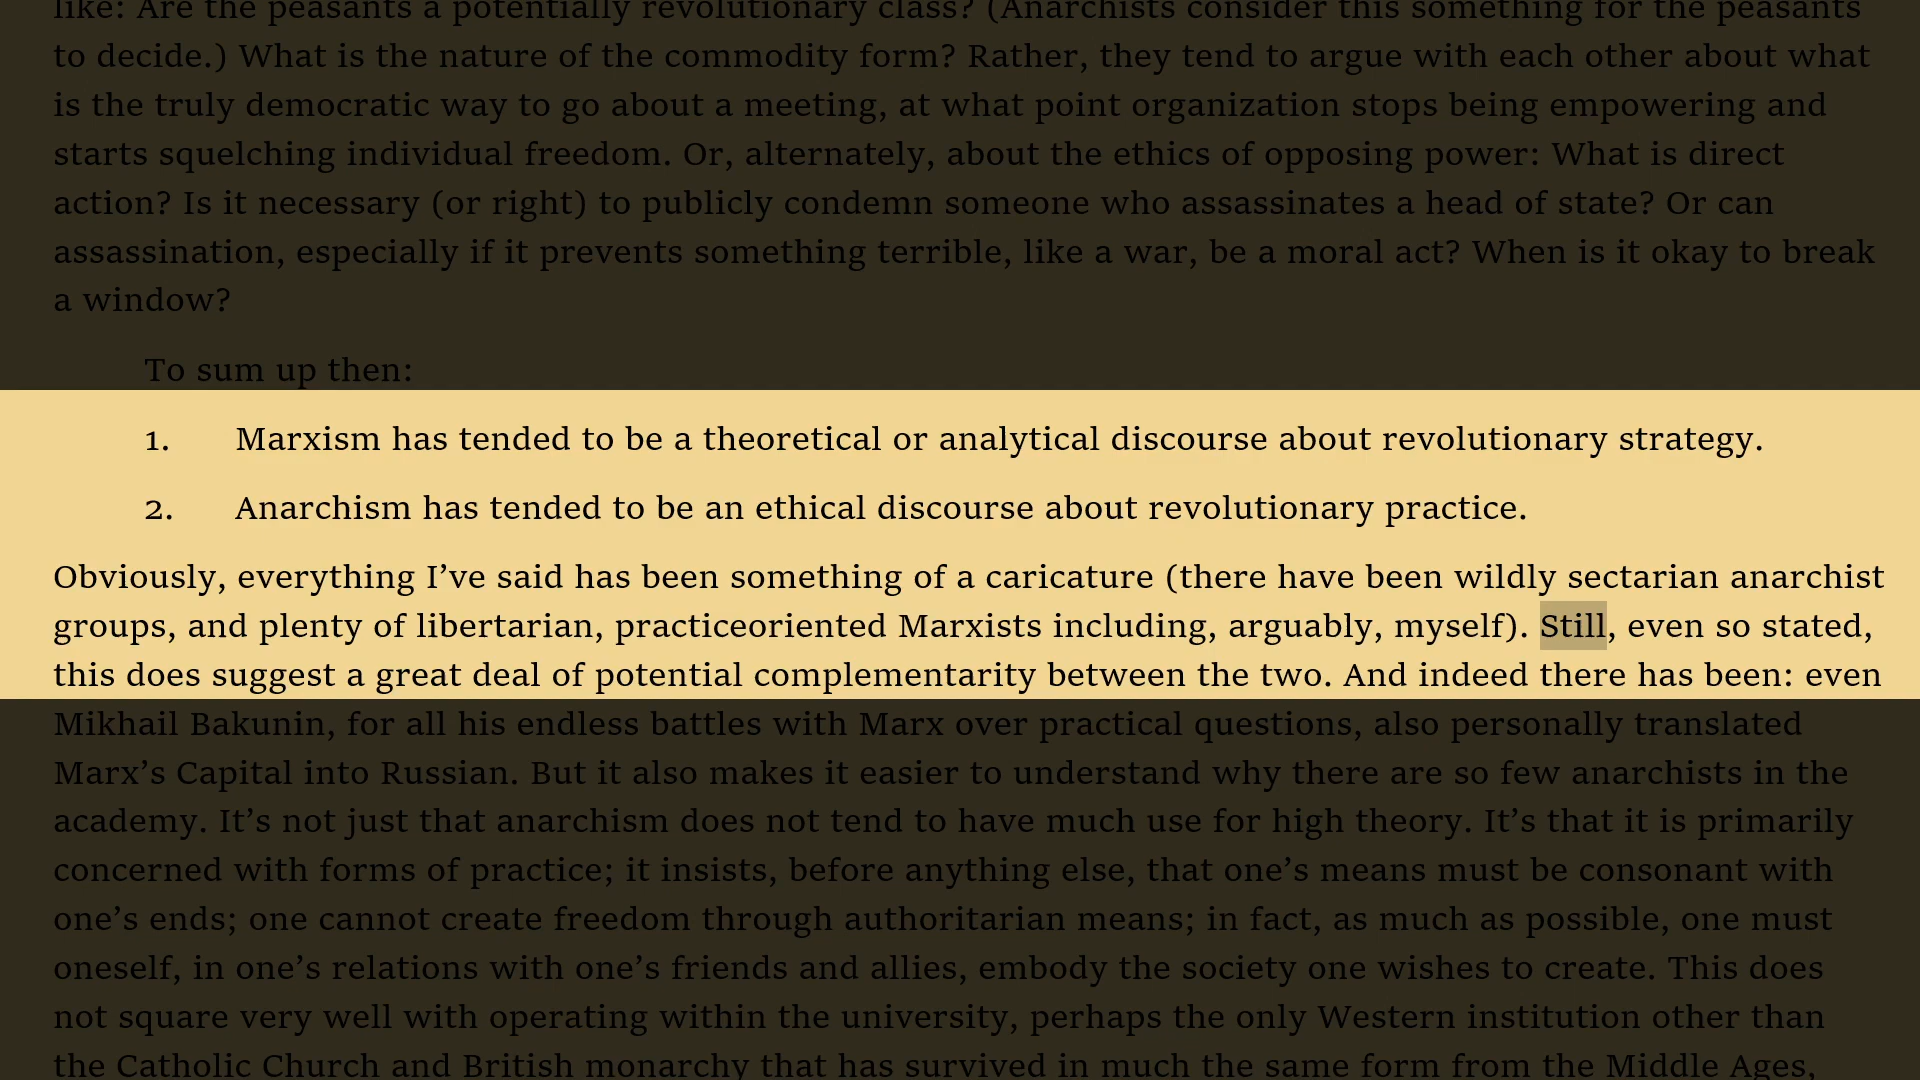 like: Are the peasants a potentially revolutionary class? (Anarchists consider this something for the peasants
to decide.) What is the nature of the commodity form? Rather, they tend to argue with each other about what
is the truly democratic way to go about a meeting, at what point organization stops being empowering and
starts squelching individual freedom. Or, alternately, about the ethics of opposing power: What is direct
action? Is it necessary (or right) to publicly condemn someone who assassinates a head of state? Or can
assassination, especially if it prevents something terrible, like a war, be a moral act? When is it okay to break
a window?
To sum up then:
1. Marxism has tended to be a theoretical or analytical discourse about revolutionary strategy.
2. Anarchism has tended to be an ethical discourse about revolutionary practice.
Obviously, everything I’ve said has been something of a caricature (there have been wildly sectarian anarchist
groups, and plenty of libertarian, practiceoriented Marxists including, arguably, myself). Still, even so stated,
this does suggest a great deal of potential complementarity between the two. And indeed there has been: even
Mikhail Bakunin, for all his endless battles with Marx over practical questions, also personally translated
Marx’s Capital into Russian. But it also makes it easier to understand why there are so few anarchists in the
academy. It’s not just that anarchism does not tend to have much use for high theory. It’s that it is primarily
concerned with forms of practice; it insists, before anything else, that one’s means must be consonant with
one’s ends; one cannot create freedom through authoritarian means; in fact, as much as possible, one must
oneself, in one’s relations with one’s friends and allies, embody the society one wishes to create. This does
not square very well with operating within the university, perhaps the only Western institution other than
the Catholic Church and British monarchy that has survived in much the same form from the Middle Ages,